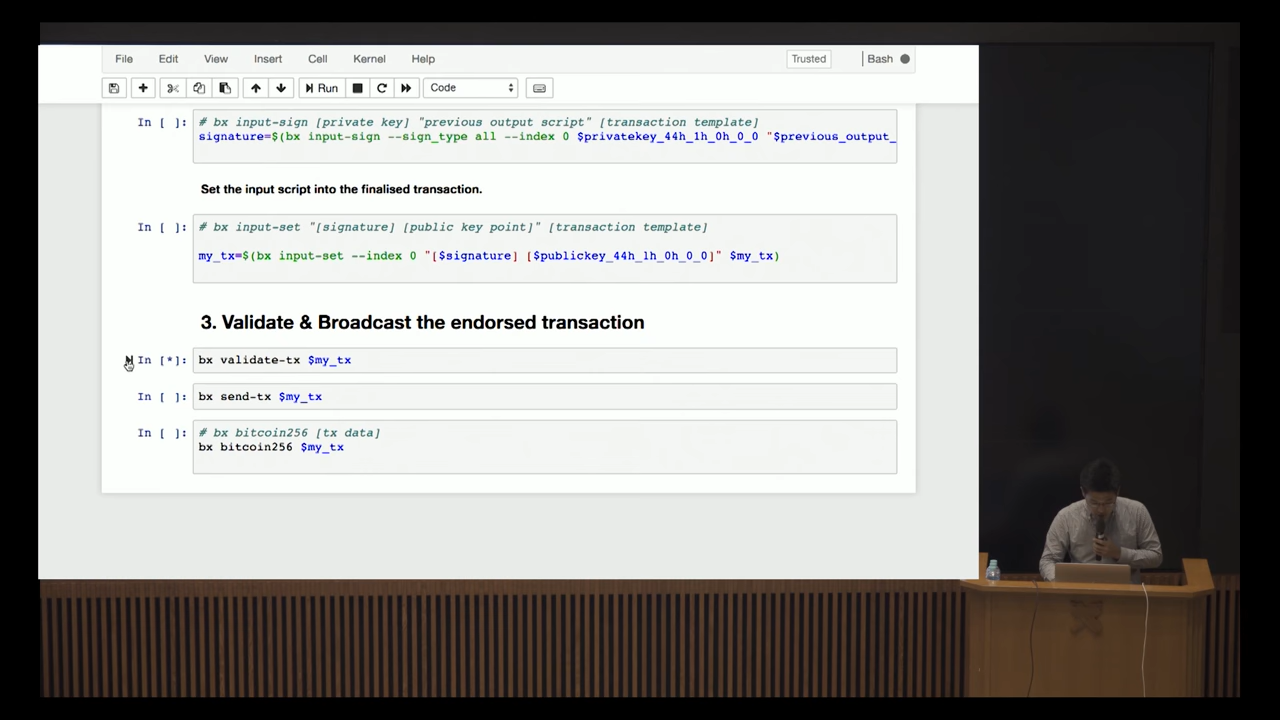 File Edit View Insert Cell Kernel Help Trusted Bash
Run Code
In [ ]: # bx input-sign [private key] "previous output script" [transaction template]
signature=$(bx input-sign --sign_type all --index 0 $privatekey_44h_1h_0h_0_0 "$previous_output_
Set the input script into the finalised transaction.
In [ ]: # bx input-set "[signature] [public key point]" [transaction template]
my_tx=$(bx input-set --index 0 "[$signature] [$publickey_44h_1h_0h_0_0]" $my_tx)
3. Validate & Broadcast the endorsed transaction
In [*]: bx validate-tx $my_tx
In [ ]: bx send-tx $my_tx
In [ ]: # bx bitcoin256 [tx data]
bx bitcoin256 $my_tx